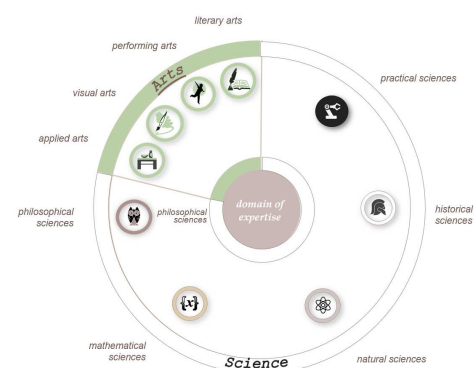 literary arts
performing arts
Arts
practical sciences
visual arts
applied arts
philosophical
sciences
philosophical
sciences
domain of
expertise
historical
sciences
{x}
mathematical
sciences
natural sciences
Science